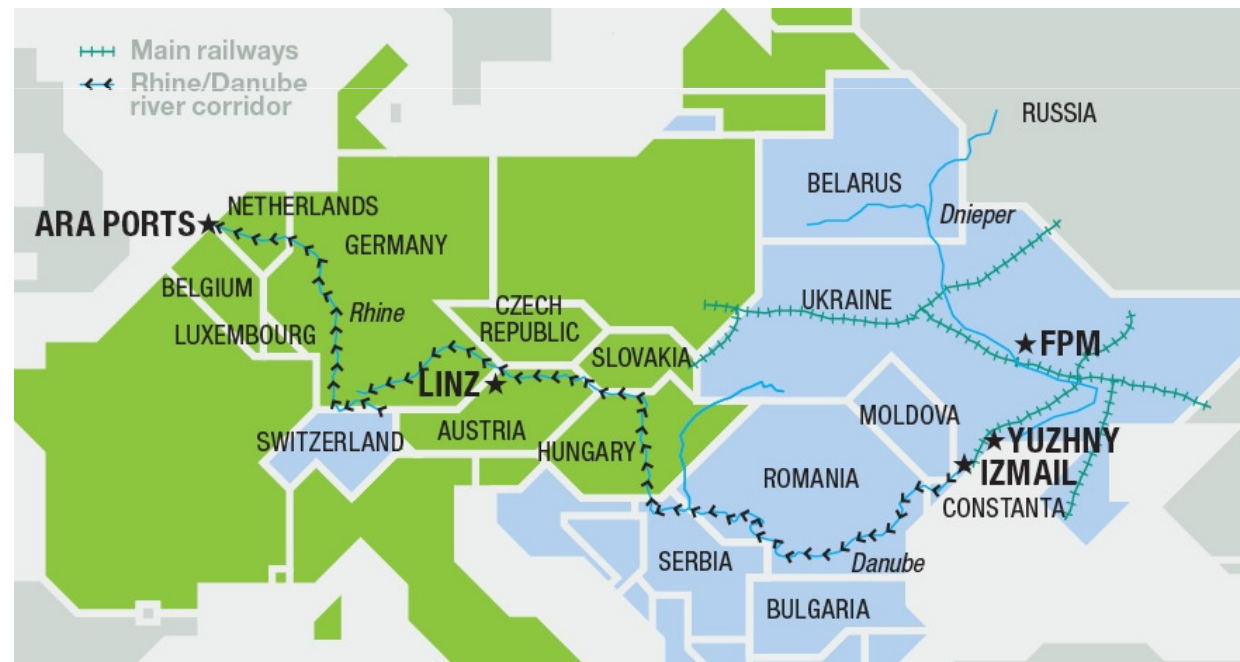 Main railways
Rhine/Danube
river corridor
RUSSIA
BELARUS
Dnieper
NETHERLANDS
ARA PORTS
GERMANY
BELGIUM
Rhine
LUXEMBOURG
CZECH
REPUBLIC
UKRAINE
SLOVAKIA
FPM
LINZ
MOLDOVA
SWITZERLAND
AUSTRIA
HUNGARY
YUZHNY
IZMAIL
ROMANIA
CONSTANTA
SERBIA
Danube
BULGARIA